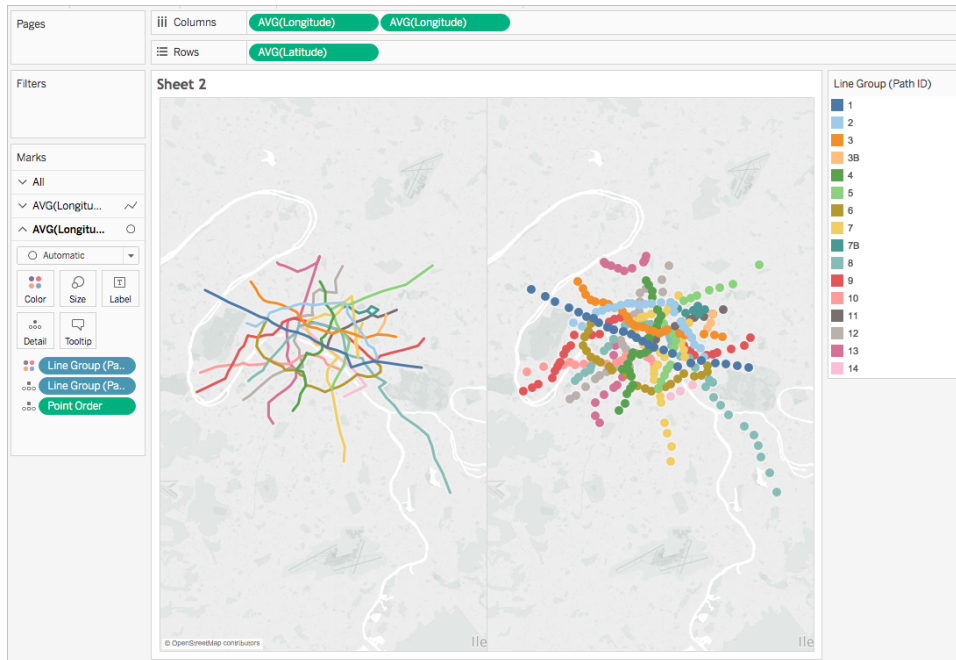 Pages
iii Columns
AVG(Longitude)
AVG(Longitude)
Rows
AVG(Latitude)
Filters
Marks
All
AVG(Longitu...
AVG(Longitu...
Automatic
Color
Size
Label
Detail
Tooltip
Line Group (Pa..
Line Group (Pa..
Point Order
Sheet 2
© OpenStreetMap contributors
Ile
Ile
Line Group (Path ID)
1
2
3
3B
4
5
6
7
7B
8
9
10
11
12
13
14